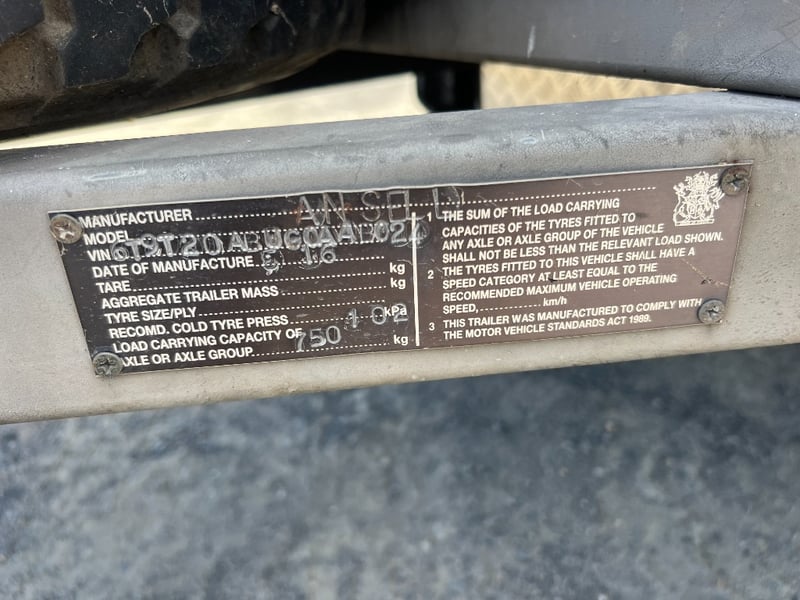 MANUFACTURER ANSEL
MODEL
VIN 6T9T20ABUG0AAB024
DATE OF MANUFACTURE 9 16
TARE kg
AGGREGATE TRAILER MASS kg
TYRE SIZE/PLY
RECOMD. COLD TYRE PRESS. kPa
LOAD CARRYING CAPACITY OF 750 kg
AXLE OR AXLE GROUP.
1 THE SUM OF THE LOAD CARRYING
CAPACITIES OF THE TYRES FITTED TO
ANY AXLE OR AXLE GROUP OF THE VEHICLE
SHALL NOT BE LESS THAN THE RELEVANT LOAD SHOWN.
2 THE TYRES FITTED TO THIS VEHICLE SHALL HAVE A
SPEED CATEGORY AT LEAST EQUAL TO THE
RECOMMENDED MAXIMUM VEHICLE OPERATING
SPEED, km/h
3 THIS TRAILER WAS MANUFACTURED TO COMPLY WITH
THE MOTOR VEHICLE STANDARDS ACT 1989.